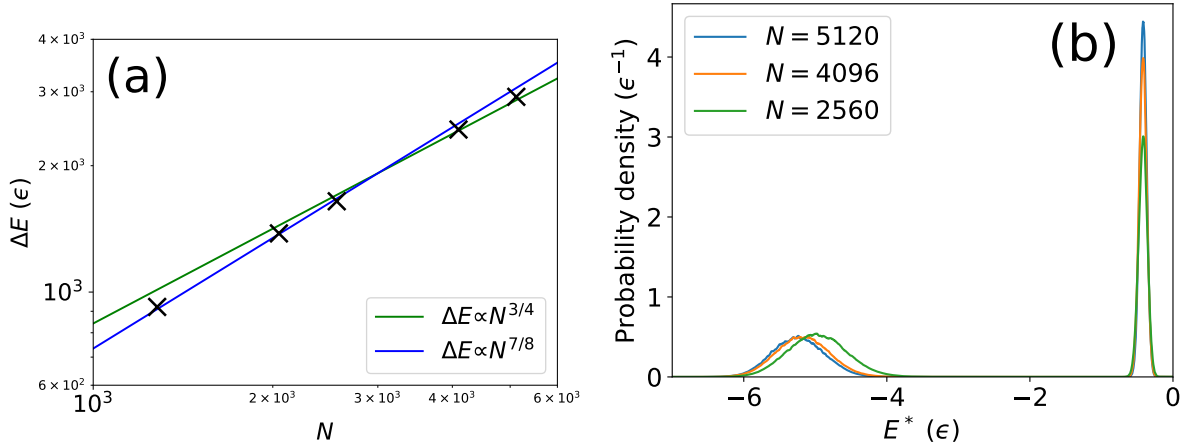 (a)
4 × 10³
3 × 10³
2 × 10³
10³
6 × 10²
ΔE (ϵ)
ΔE∝N^{3/4}
ΔE∝N^{7/8}
10³
2 × 10³
3 × 10³
4 × 10³
6 × 10³
N
(b)
N = 5120
N = 4096
N = 2560
Probability density (ϵ⁻¹)
4
3
2
1
0
−6
−4
−2
0
E* (ϵ)